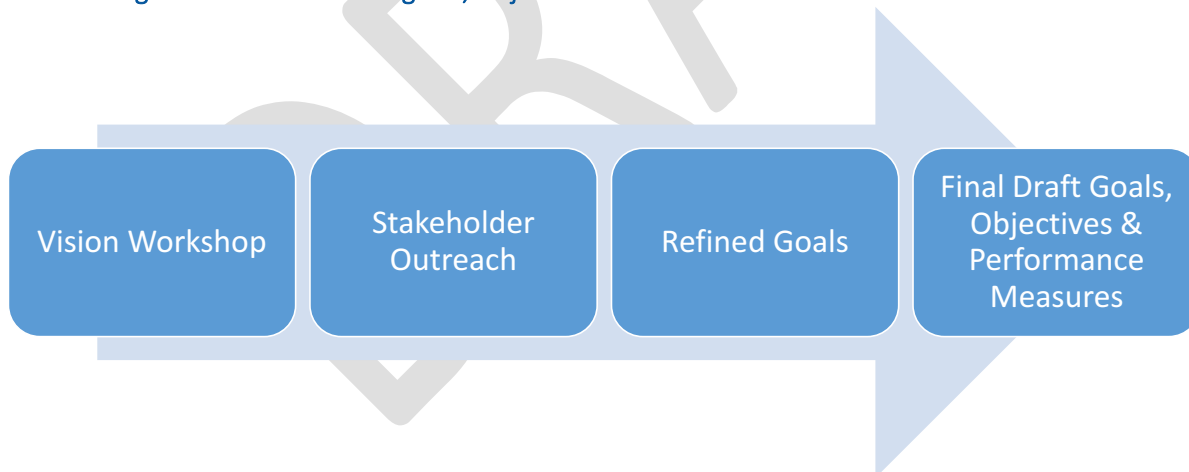 Vision Workshop
Stakeholder
Outreach
Refined Goals
Final Draft Goals,
Objectives &
Performance
Measures